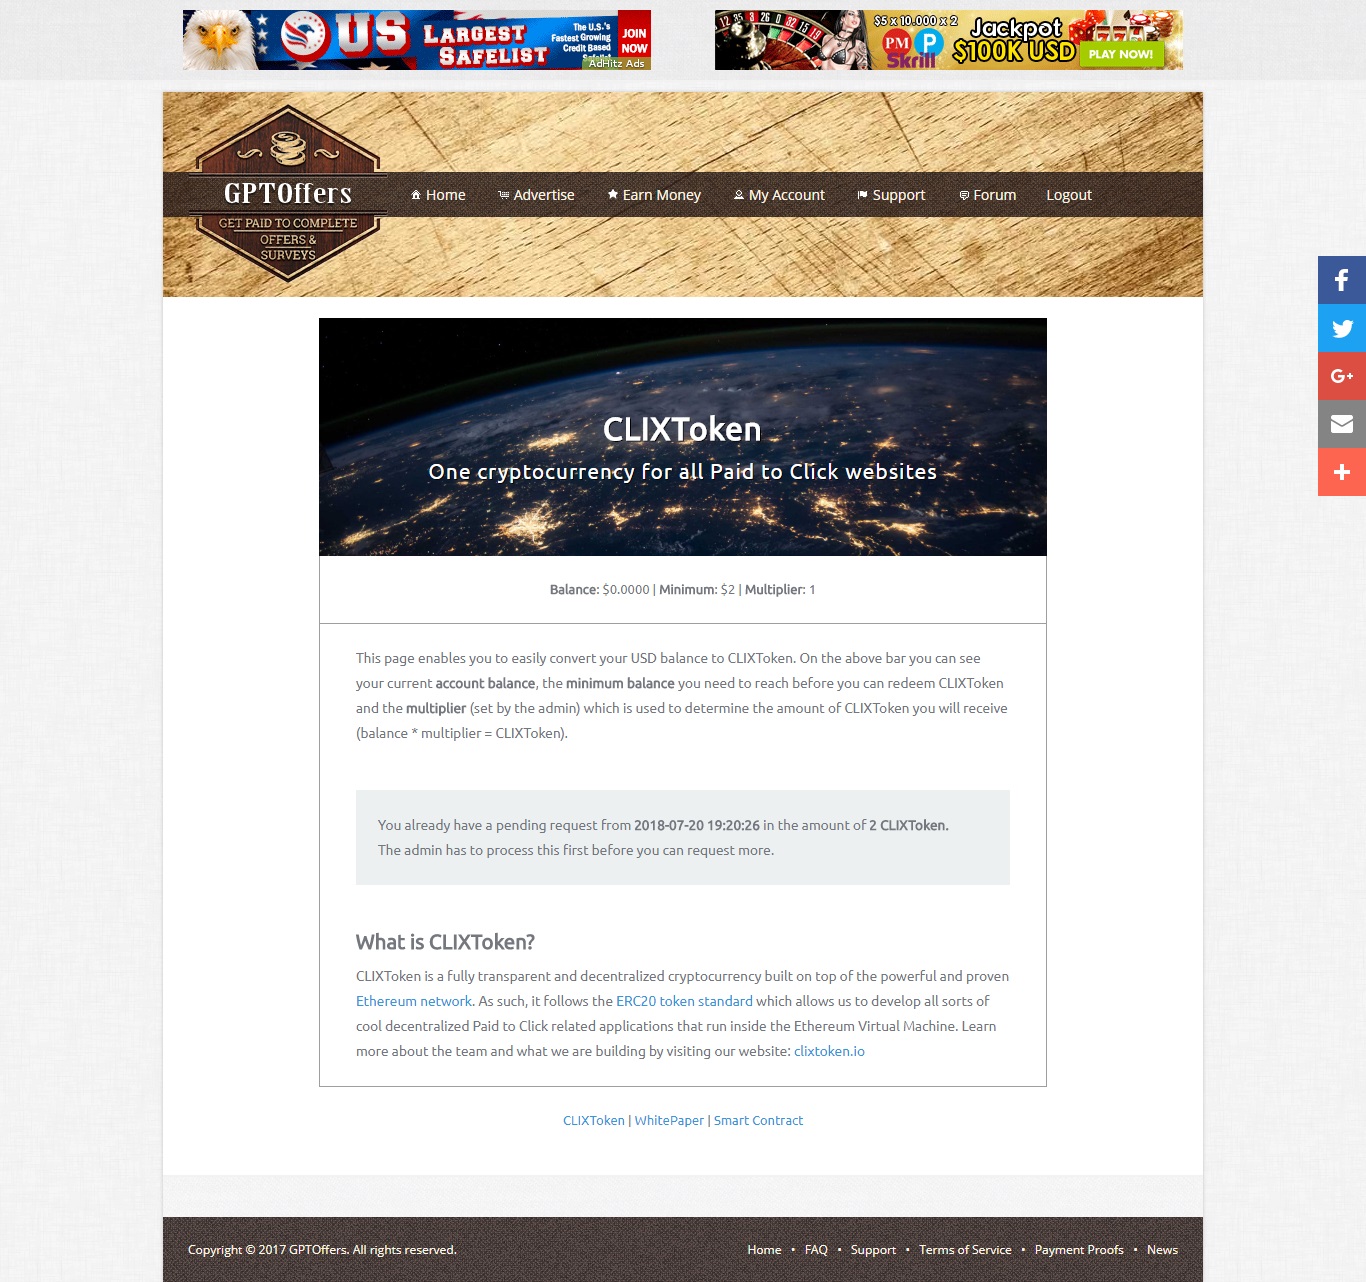 US LARGEST SAFELIST
The U.S.'s
Fastest Growing
Credit Based
JOIN NOW
AdHitz Ads
$5 x 10.000 x 2
Jackpot
$100K USD
PM
P
Skrill
PLAY NOW!
GPTOffers
GET PAID TO COMPLETE
OFFERS &
SURVEYS
Home Advertise Earn Money My Account Support Forum Logout
CLIXToken
One cryptocurrency for all Paid to Click websites
Balance: $0.0000 | Minimum: $2 | Multiplier: 1
This page enables you to easily convert your USD balance to CLIXToken. On the above bar you can see
your current account balance, the minimum balance you need to reach before you can redeem CLIXToken
and the multiplier (set by the admin) which is used to determine the amount of CLIXToken you will receive
(balance * multiplier = CLIXToken).
You already have a pending request from 2018-07-20 19:20:26 in the amount of 2 CLIXToken.
The admin has to process this first before you can request more.
What is CLIXToken?
CLIXToken is a fully transparent and decentralized cryptocurrency built on top of the powerful and proven
Ethereum network. As such, it follows the ERC20 token standard which allows us to develop all sorts of
cool decentralized Paid to Click related applications that run inside the Ethereum Virtual Machine. Learn
more about the team and what we are building by visiting our website: clixtoken.io
CLIXToken | WhitePaper | Smart Contract
Copyright © 2017 GPTOffers. All rights reserved.
Home • FAQ • Support • Terms of Service • Payment Proofs • News